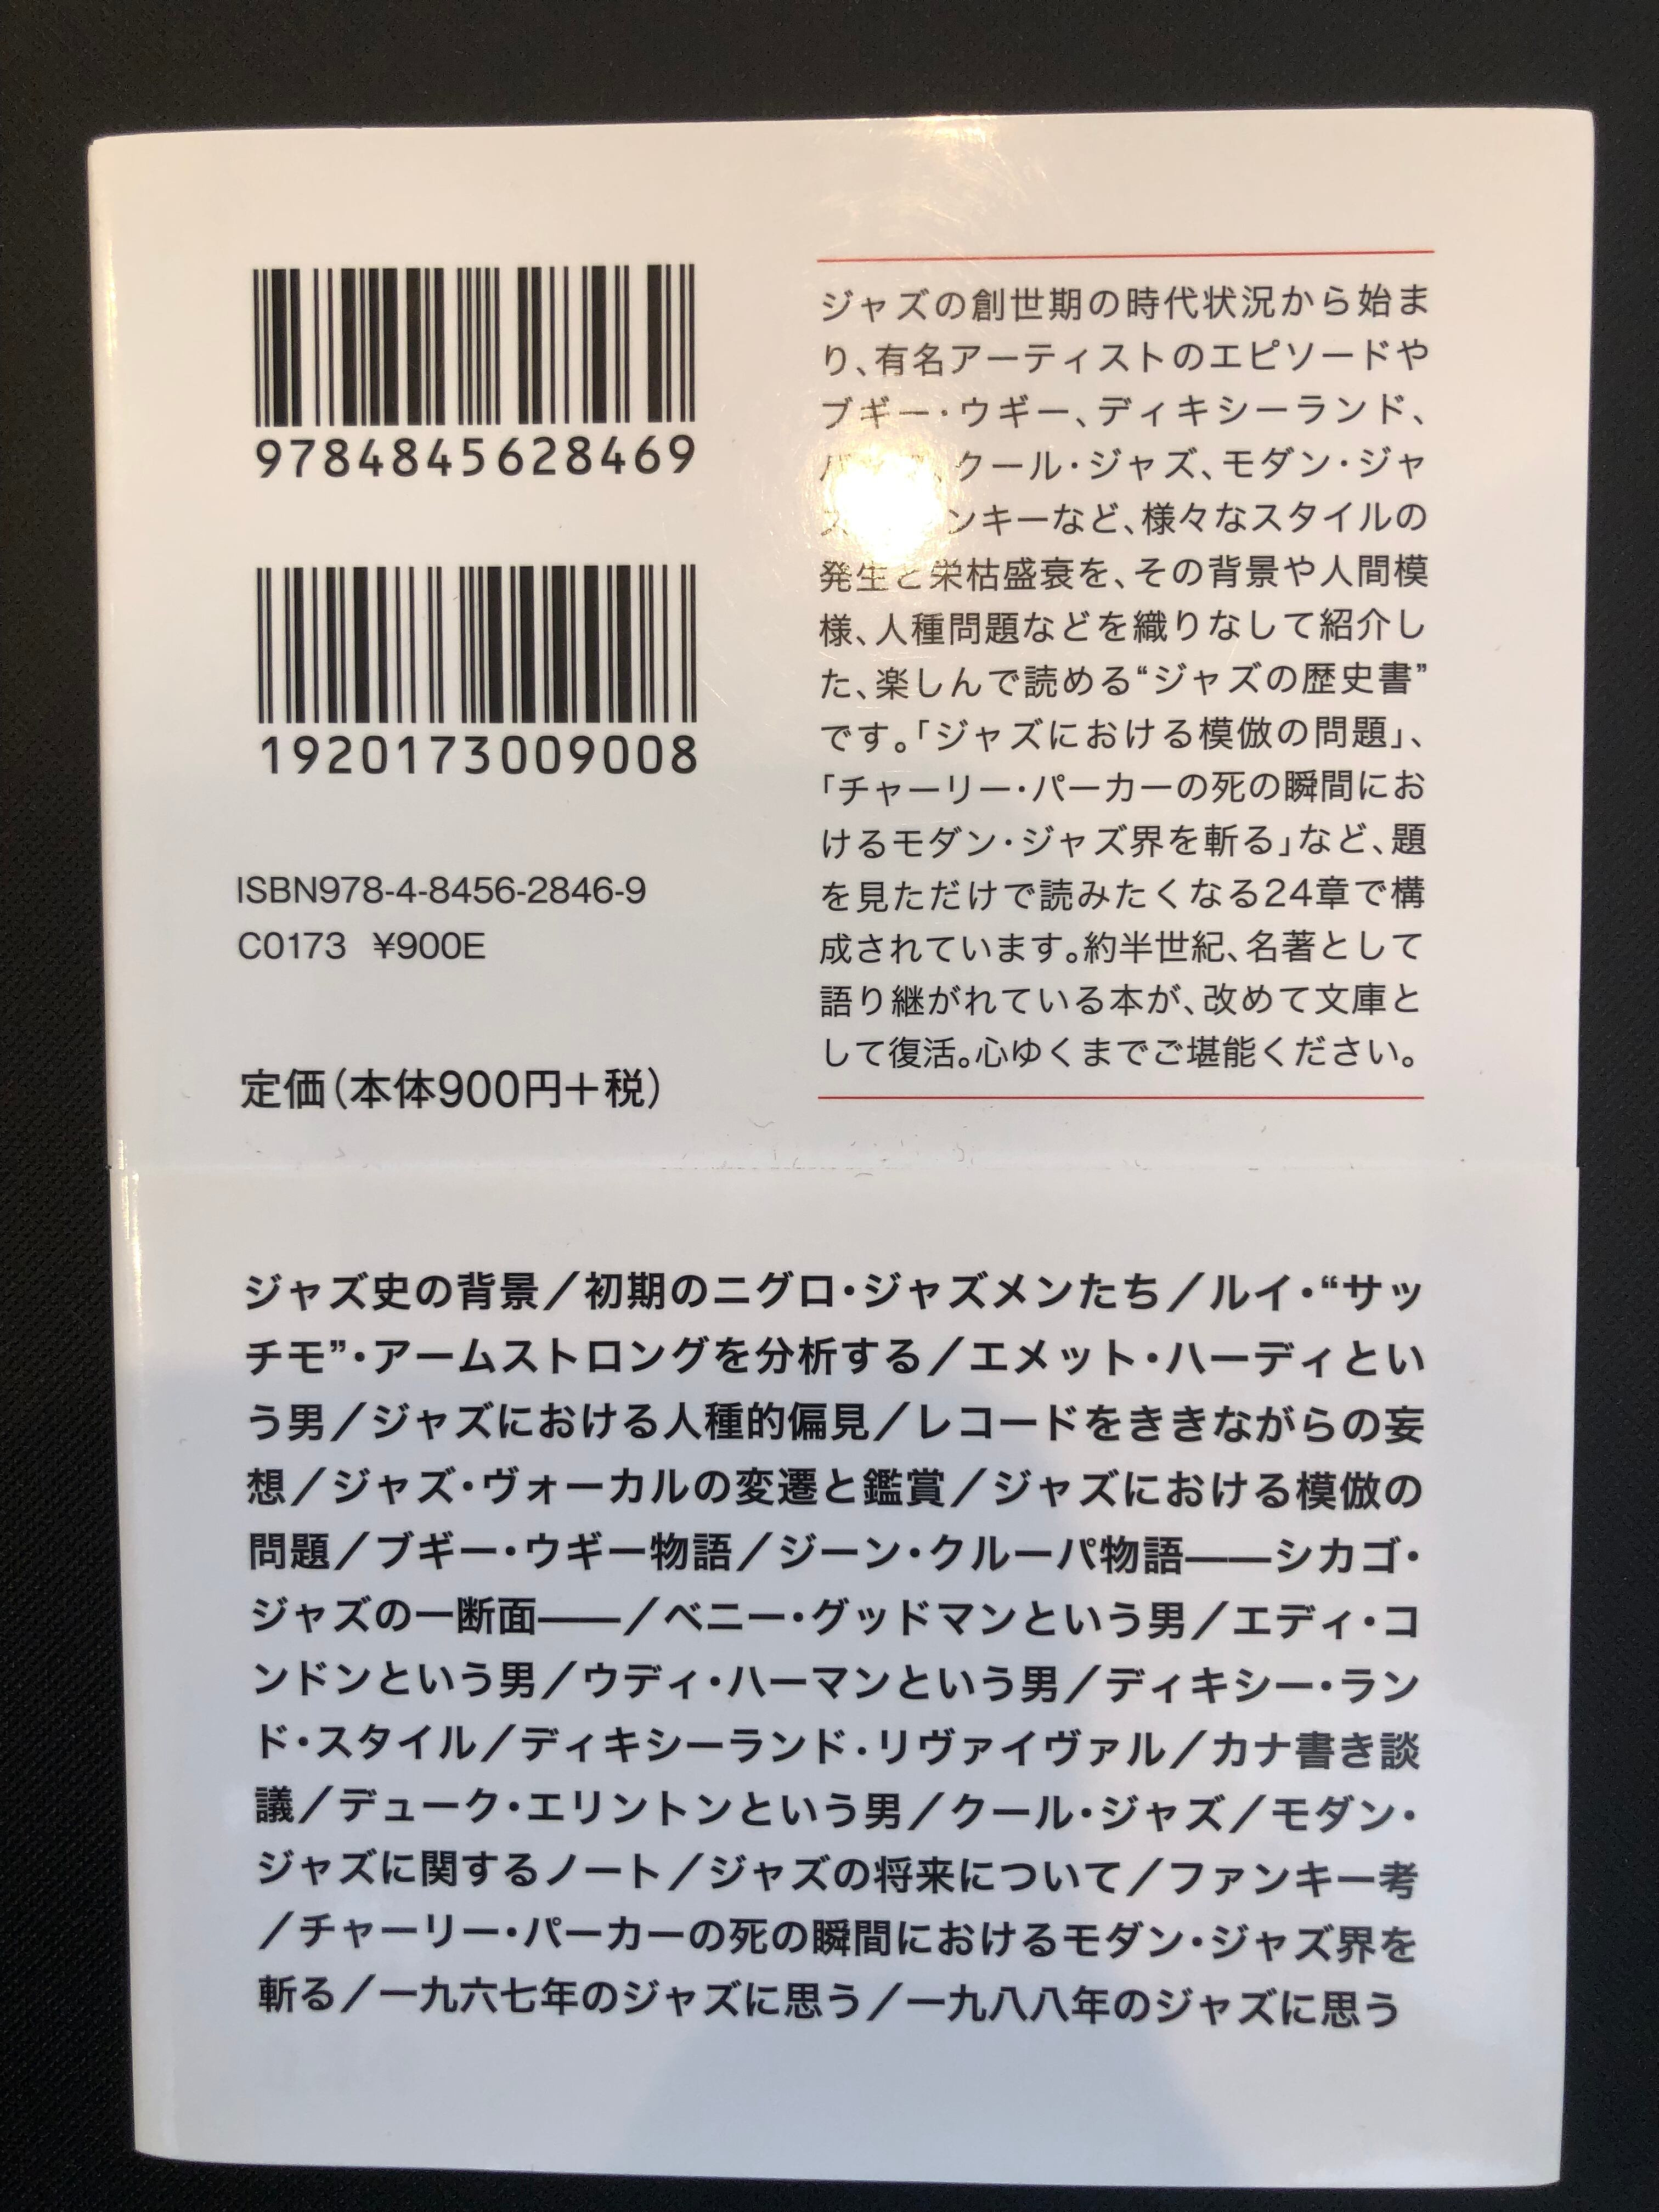 9784845628469
1920173009008
ISBN978-4-8456-2846-9
C0173 ¥900E
定価(本体900円+税)
ジャズの創世期の時代状況から始ま
り、有名アーティストのエピソードや
ブギー・ウギー、ディキシーランド、
クール・ジャズ、モダン・ジャ
ンキーなど、様々なスタイルの
発生と栄枯盛衰を、その背景や人間模
様、人種問題などを織りなして紹介し
た、楽しんで読める“ジャズの歴史書”
です。「ジャズにおける模倣の問題」、
「チャーリー・パーカーの死の瞬間にお
けるモダン・ジャズ界を斬る」など、題
を見ただけで読みたくなる24章で構
成されています。約半世紀、名著として
語り継がれている本が、改めて文庫と
して復活。心ゆくまでご堪能ください。
ジャズ史の背景／初期のニグロ・ジャズメンたち／ルイ・“サッ
チモ”・アームストロングを分析する／エメット・ハーディとい
う男／ジャズにおける人種的偏見／レコードをききながらの妄
想／ジャズ・ヴォーカルの変遷と鑑賞／ジャズにおける模倣の
問題／ブギー・ウギー物語／ジーン・クルーパ物語——シカゴ・
ジャズの一断面——／ベニー・グッドマンという男／エディ・コ
ンドンという男／ウディ・ハーマンという男／ディキシー・ラン
ド・スタイル／ディキシーランド・リヴァイヴァル／カナ書き談
議／デューク・エリントンという男／クール・ジャズ／モダン・
ジャズに関するノート／ジャズの将来について／ファンキー考
／チャーリー・パーカーの死の瞬間におけるモダン・ジャズ界を
斬る／一九六七年のジャズに思う／一九八八年のジャズに思う